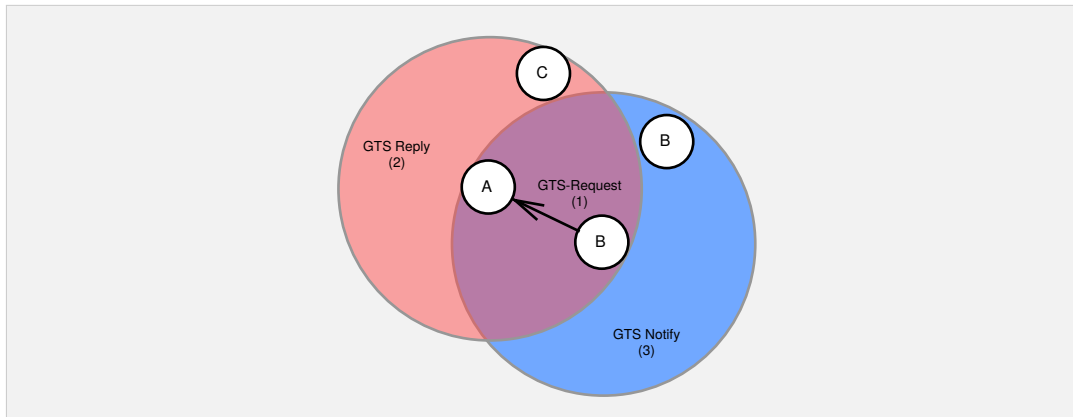 C
B
GTS Reply
(2)
A
GTS-Request
(1)
B
GTS Notify
(3)